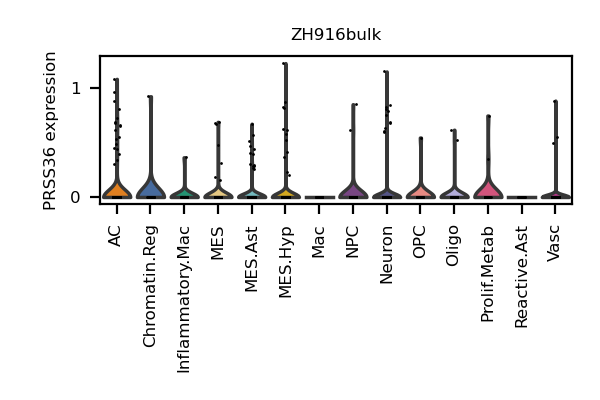 ZH916bulk
PRSS36 expression
1
0
AC
Chromatin.Reg
Inflammatory.Mac
MES
MES.Ast
MES.Hyp
Mac
NPC
Neuron
OPC
Oligo
Prolif.Metab
Reactive.Ast
Vasc